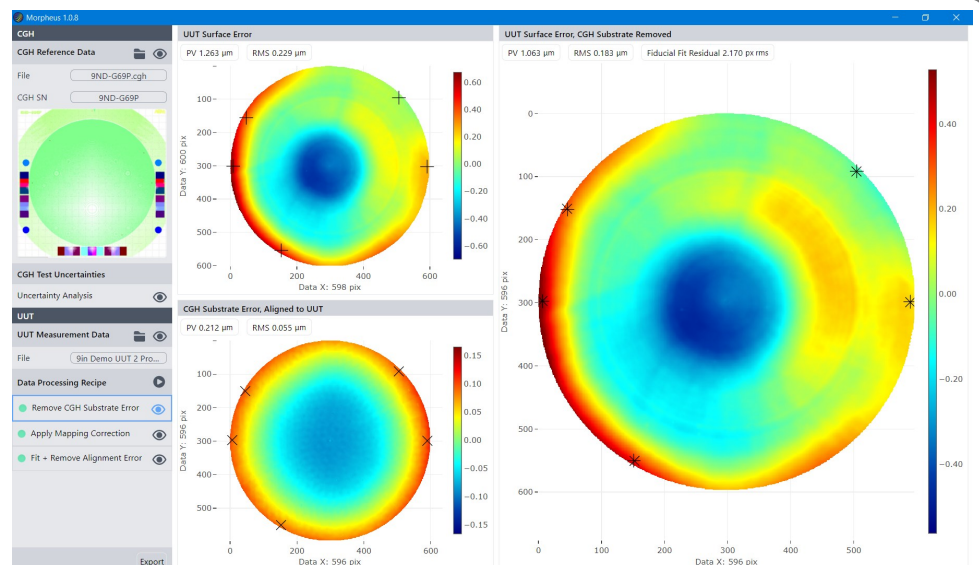 Morpheus 1.0.8
CGH
CGH Reference Data
File
9ND-G69P.cgh
CGH SN
9ND-G69P
CGH Test Uncertainties
Uncertainty Analysis
UUT
UUT Measurement Data
File
9in Demo UUT 2 Pro...
Data Processing Recipe
Remove CGH Substrate Error
Apply Mapping Correction
Fit + Remove Alignment Error
Export
UUT Surface Error
PV 1.263 µm
RMS 0.229 µm
100
200
300
400
500
600
Data Y: 600 pix
0
200
400
600
Data X: 598 pix
0.60
0.40
0.20
0.00
−0.20
−0.40
−0.60
CGH Substrate Error, Aligned to UUT
PV 0.212 µm
RMS 0.055 µm
100
200
300
400
500
Data Y: 596 pix
0
200
400
600
Data X: 596 pix
0.15
0.10
0.05
0.00
−0.05
−0.10
−0.15
UUT Surface Error, CGH Substrate Removed
PV 1.063 µm
RMS 0.183 µm
Fiducial Fit Residual 2.170 px rms
0
100
200
300
400
500
600
Data Y: 596 pix
0
100
200
300
400
500
Data X: 596 pix
0.40
0.20
0.00
−0.20
−0.40